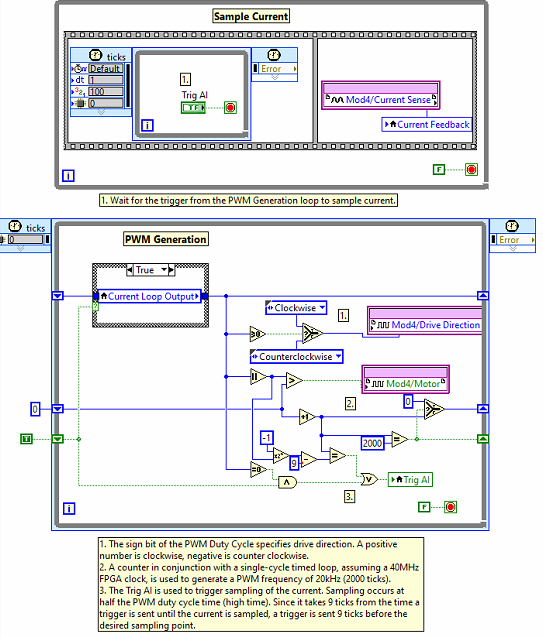 Sample Current
ticks
Default
dt 1
100
0
Error
1.
Trig AI
TF
i
Mod4/Current Sense
Current Feedback
F
i
1. Wait for the trigger from the PWM Generation loop to sample current.
ticks
0
Error
PWM Generation
True
Current Loop Output
?
Clockwise
1.
≥0
Mod4/Drive Direction
Counterclockwise
Mod4/Motor
>
0
+1
2.
0
-1
2000
=
T
9
-
=
=0
Trig AI
3.
F
i
1. The sign bit of the PWM Duty Cycle specifies drive direction. A positive
number is clockwise, negative is counter clockwise.
2. A counter in conjunction with a single-cycle timed loop, assuming a 40MHz
FPGA clock, is used to generate a PWM frequency of 20kHz (2000 ticks).
3. The Trig AI is used to trigger sampling of the current. Sampling occurs at
half the PWM duty cycle time (high time). Since it takes 9 ticks from the time a
trigger is sent until the current is sampled, a trigger is sent 9 ticks before the
desired sampling point.